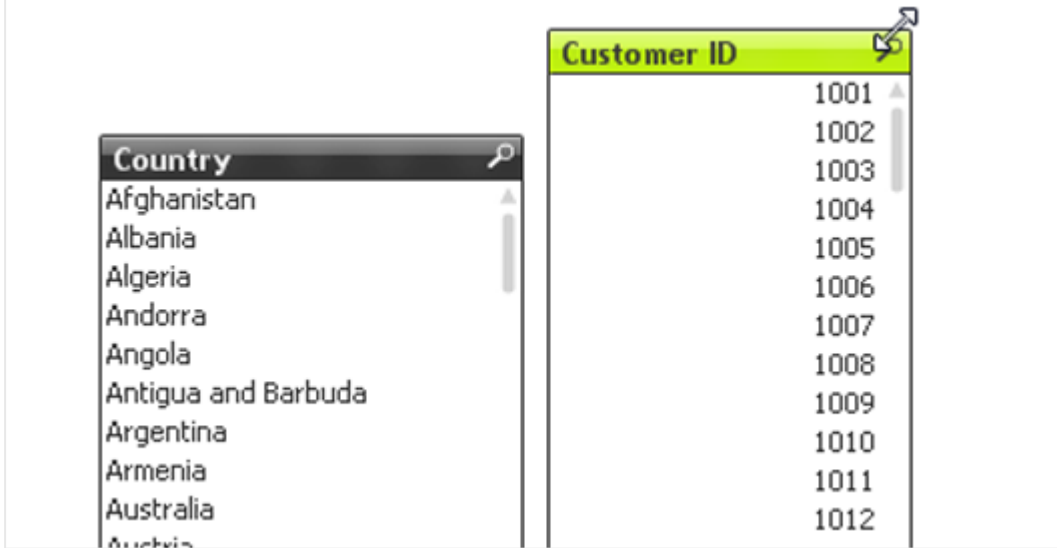 Country
Afghanistan
Albania
Algeria
Andorra
Angola
Antigua and Barbuda
Argentina
Armenia
Australia
Austria
Customer ID
1001
1002
1003
1004
1005
1006
1007
1008
1009
1010
1011
1012